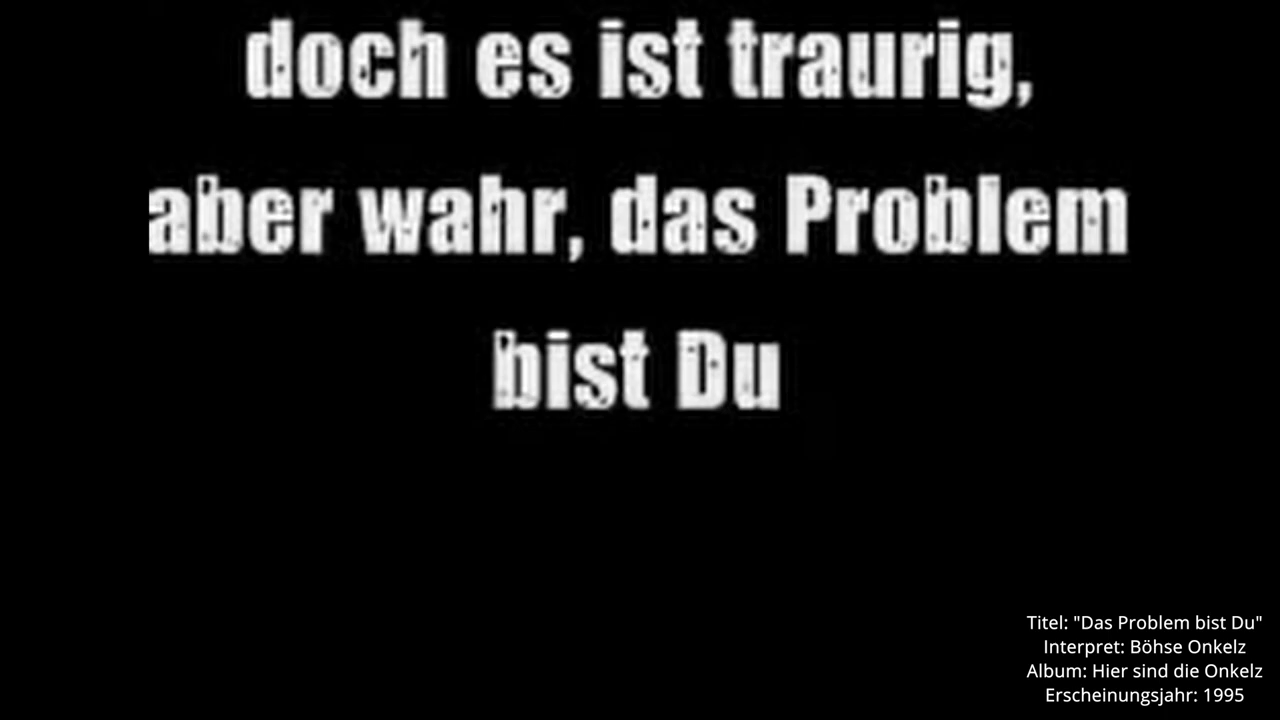 doch es ist traurig,
aber wahr, das Problem
bist Du
Titel: "Das Problem bist Du"
Interpret: Böhse Onkelz
Album: Hier sind die Onkelz
Erscheinungsjahr: 1995